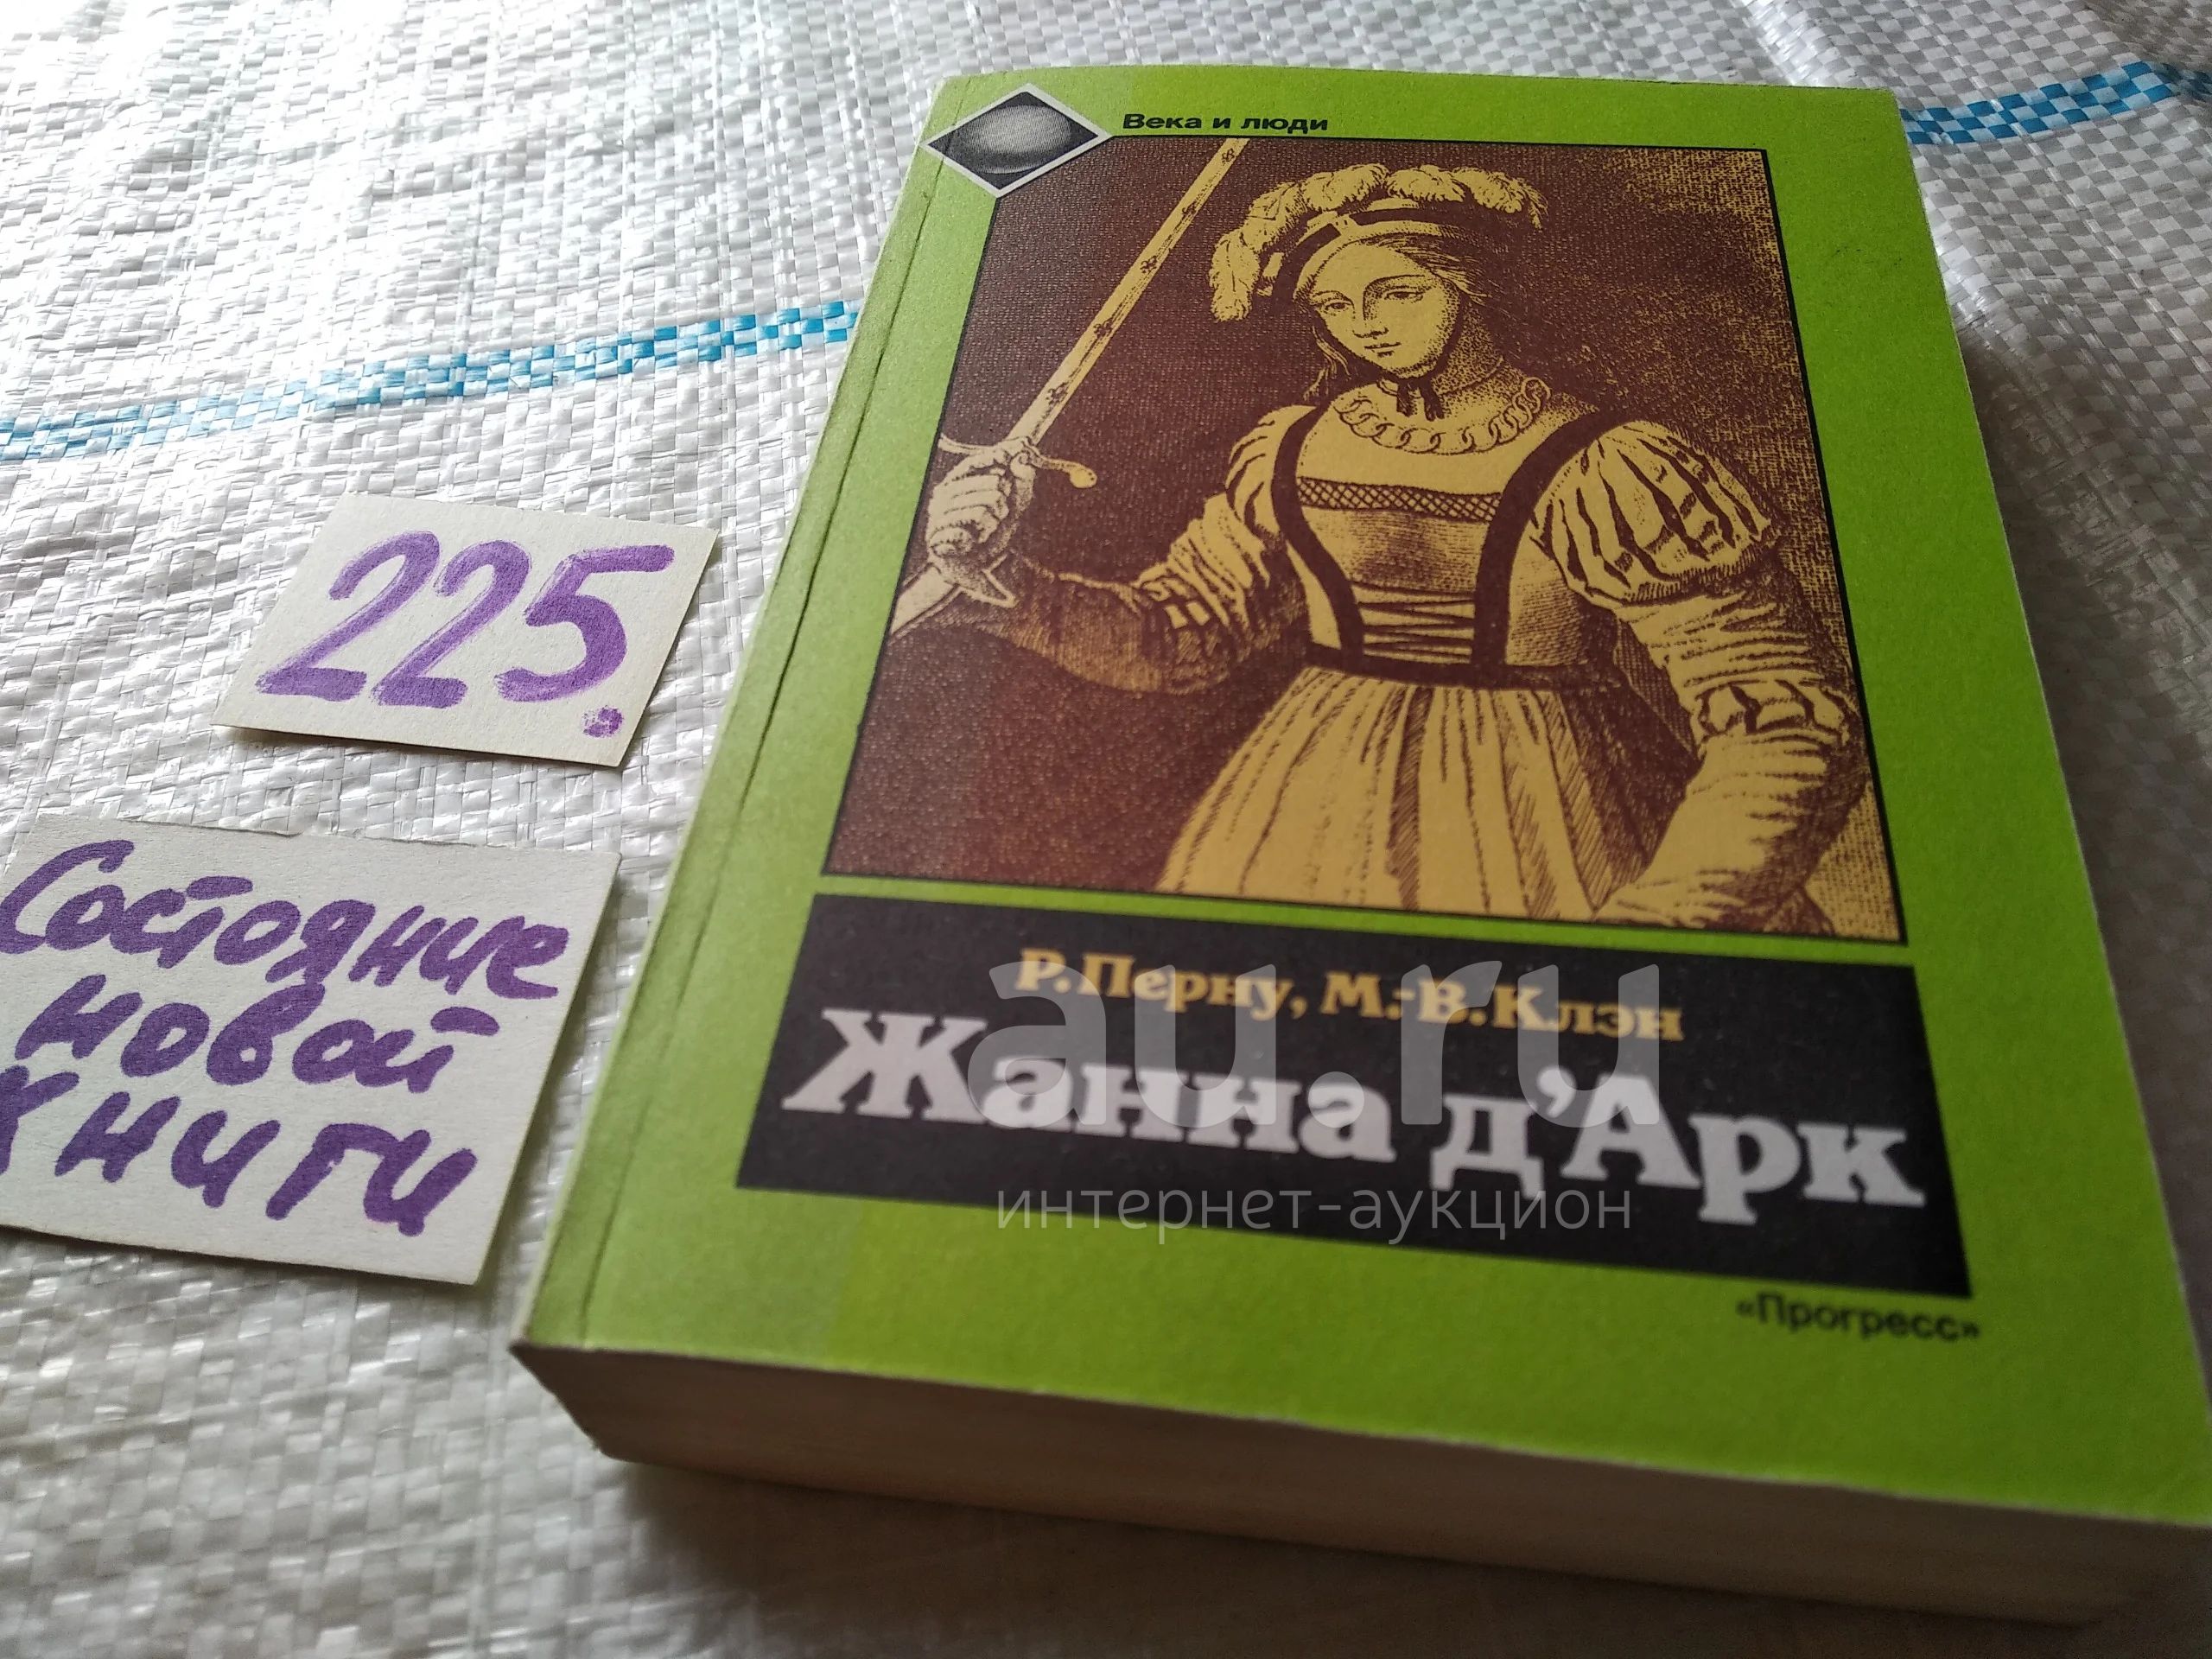 Века и люди
225.
Состояние
новой
книги
Р.Перну, М.-В.Клэн
Жанна д'Арк
«Прогресс»
au.ru
интернет-аукцион